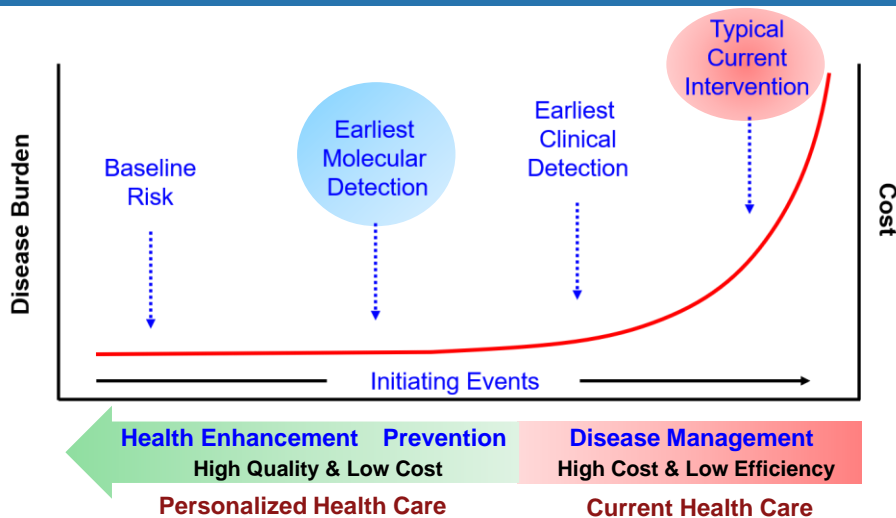 Typical
Current
Intervention
Earliest
Molecular
Detection
Earliest
Clinical
Detection
Baseline
Risk
Disease Burden
Cost
Initiating Events
Health Enhancement Prevention
Disease Management
High Quality & Low Cost
High Cost & Low Efficiency
Personalized Health Care
Current Health Care